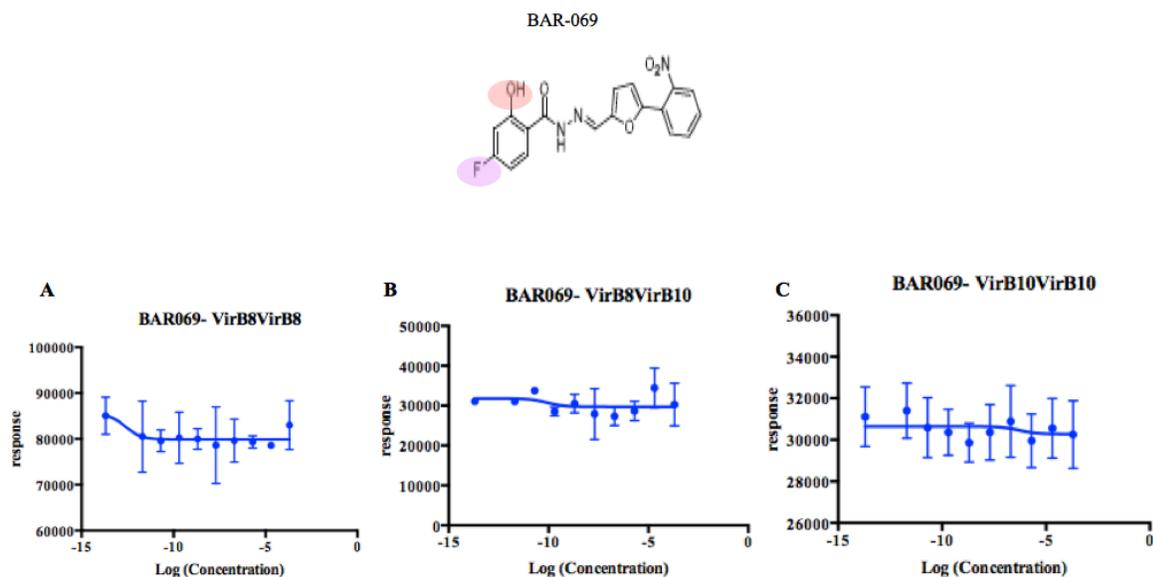 BAR-069
O₂N
OH
O
N
N
H
O
F
A
BAR069- VirB8VirB8
100000
90000
80000
70000
60000
response
-15
-10
-5
0
Log (Concentration)
B
BAR069- VirB8VirB10
50000
40000
30000
20000
10000
0
response
-15
-10
-5
0
Log (Concentration)
C
BAR069- VirB10VirB10
36000
34000
32000
30000
28000
26000
response
-15
-10
-5
0
Log (Concentration)